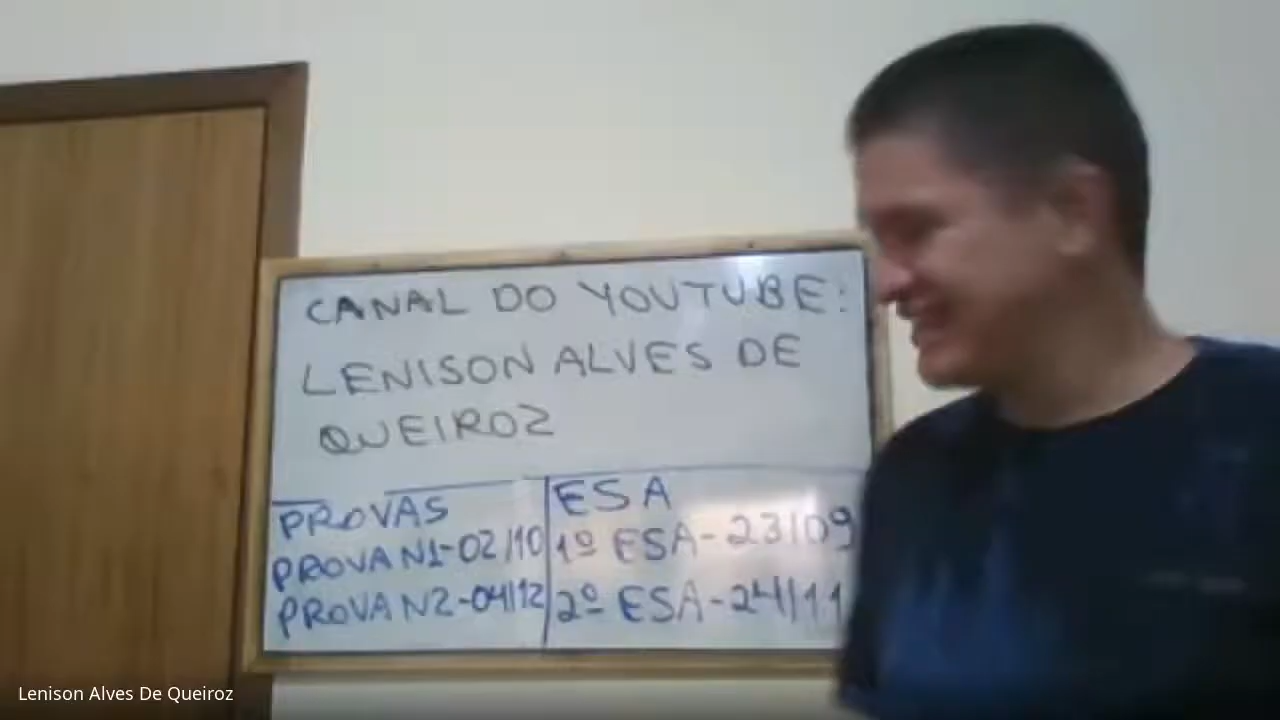 CANAL DO YOUTUBE:
LENISON ALVES DE
QUEIROZ
PROVAS
PROVA N1-02/10
PROVA N2-04/12
ESA
1º ESA-23/09
2º ESA-24/11
Lenison Alves De Queiroz